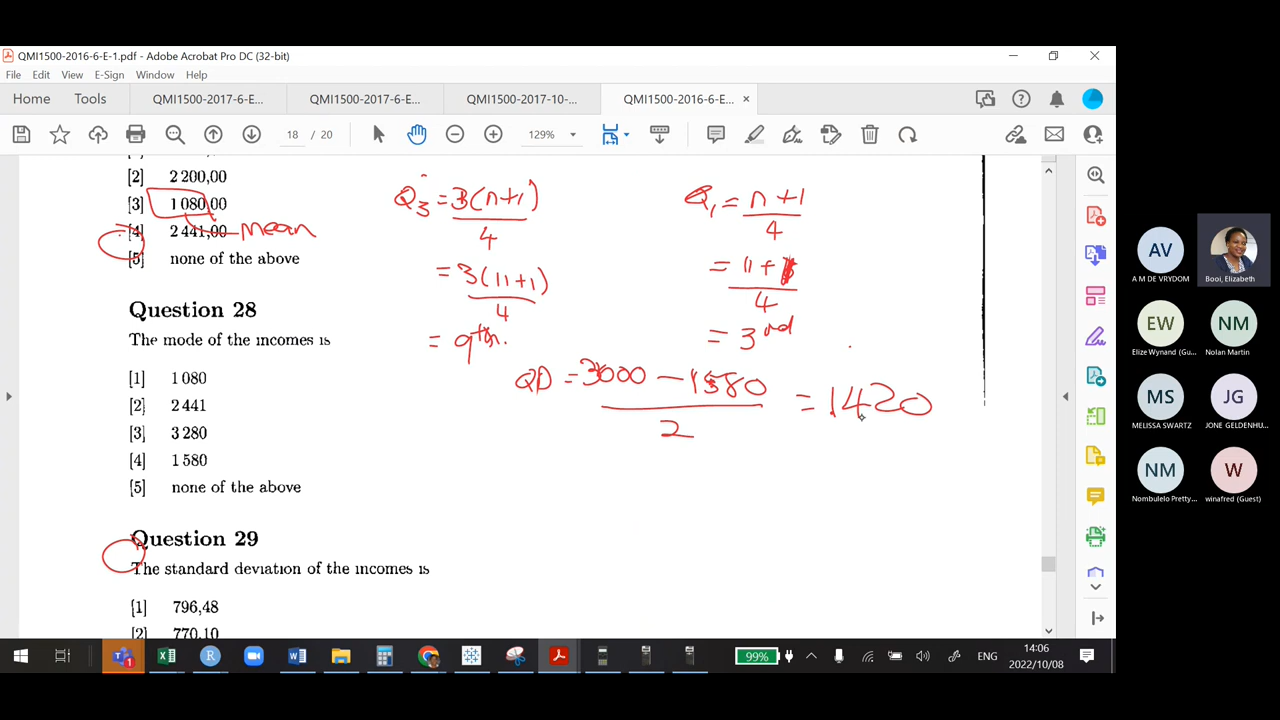 QMI1500-2016-6-E-1.pdf - Adobe Acrobat Pro DC (32-bit)
File Edit View E-Sign Window Help
Home Tools QMI1500-2017-6-E... QMI1500-2017-6-E... QMI1500-2017-10-... QMI1500-2016-6-E... ×
18 / 20 129%
[2] 2 200,00
[3] 1 080,00
[4] 2 441,00 mean
[5] none of the above
Q3 = 3(n+1)
4
= 3(11+1)
4
= 9th.
Q1 = n+1
4
= 11+1
4
= 3rd
QD = 3000 - 1580
2
= 1420
Question 28
The mode of the incomes is
[1] 1 080
[2] 2 441
[3] 3 280
[4] 1 580
[5] none of the above
Question 29
The standard deviation of the incomes is
[1] 796,48
[2] 770,10
AV
A M DE VRYDOM
Booi, Elizabeth
EW
Elize Wynand (Gu...
NM
Nolan Martin
MS
MELISSA SWARTZ
JG
JONE GELDENHU...
NM
Nombulelo Pretty...
W
winafred (Guest)
99%
ENG
14:06
2022/10/08